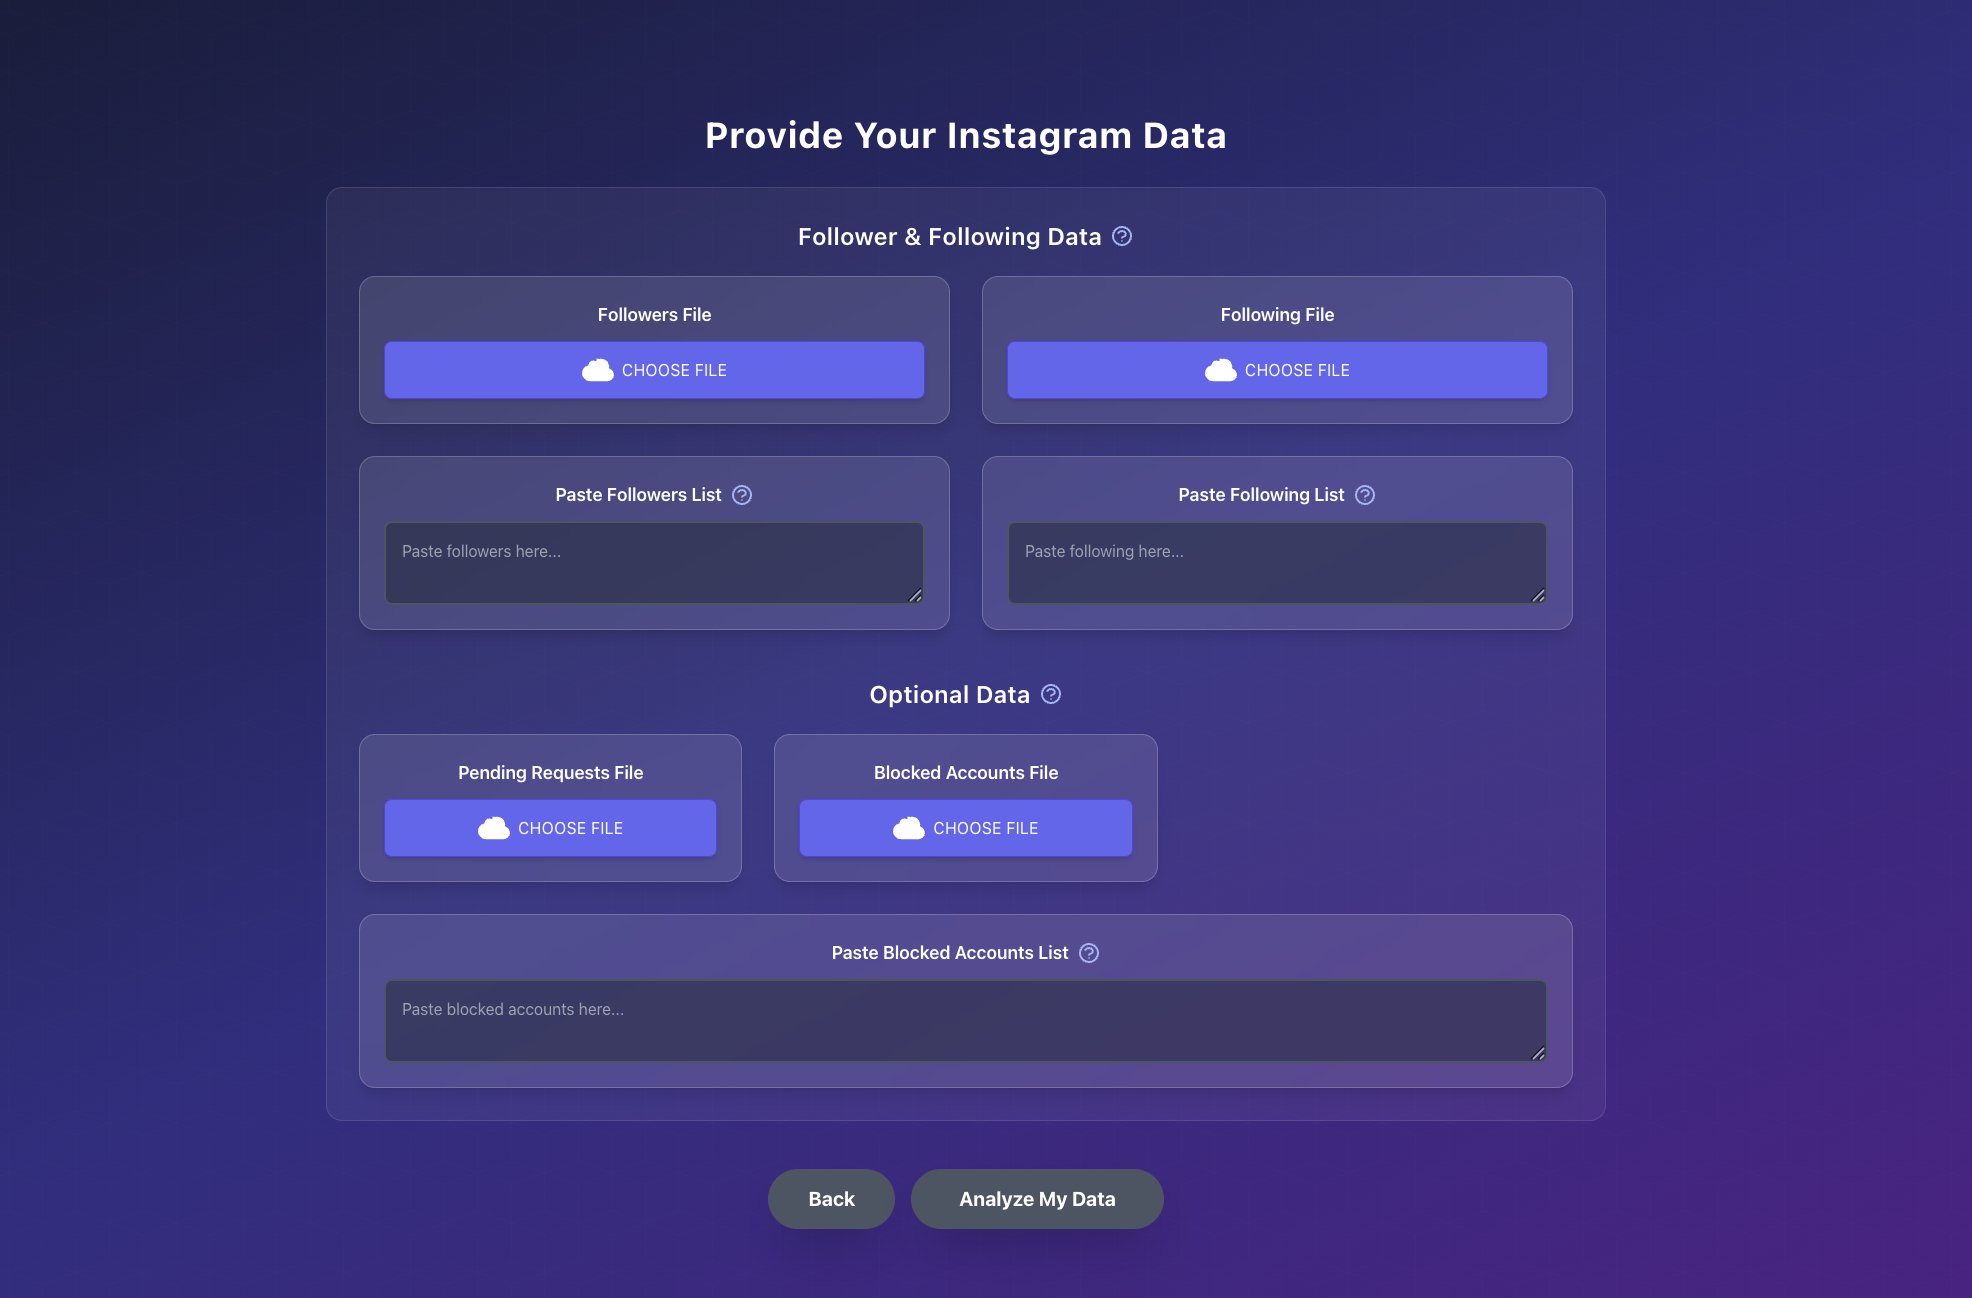 Provide Your Instagram Data
Follower & Following Data
Followers File
CHOOSE FILE
Following File
CHOOSE FILE
Paste Followers List
Paste followers here...
Paste Following List
Paste following here...
Optional Data
Pending Requests File
CHOOSE FILE
Blocked Accounts File
CHOOSE FILE
Paste Blocked Accounts List
Paste blocked accounts here...
Back
Analyze My Data